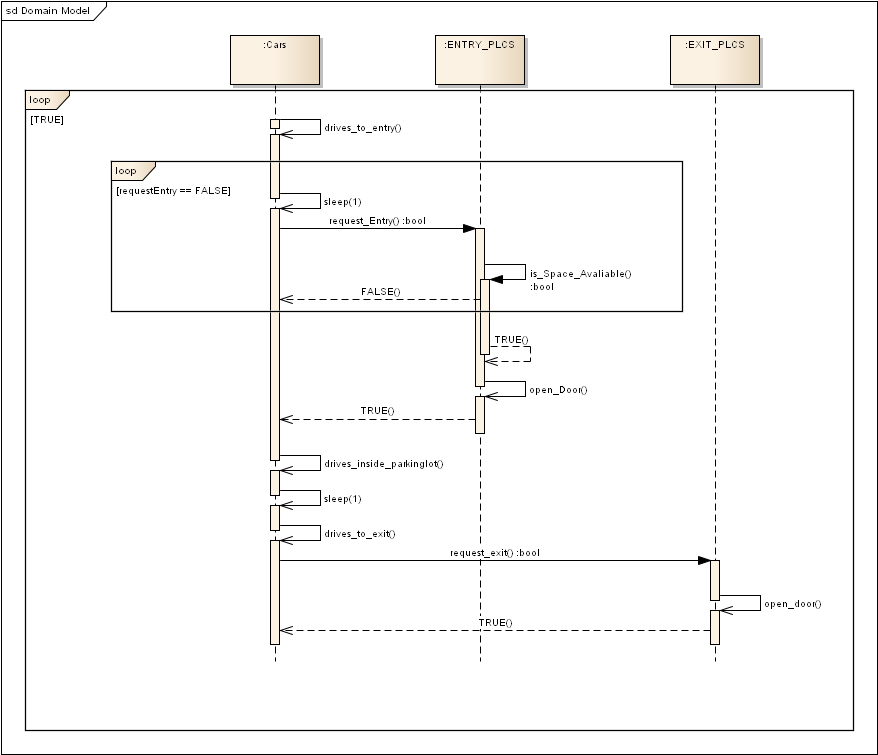 sd Domain Model
:Cars
:ENTRY_PLCS
:EXIT_PLCS
loop
[TRUE]
drives_to_entry()
loop
[requestEntry == FALSE]
sleep(1)
request_Entry() :bool
is_Space_Avaliable()
:bool
FALSE()
TRUE()
open_Door()
TRUE()
drives_inside_parkinglot()
sleep(1)
drives_to_exit()
request_exit() :bool
open_door()
TRUE()